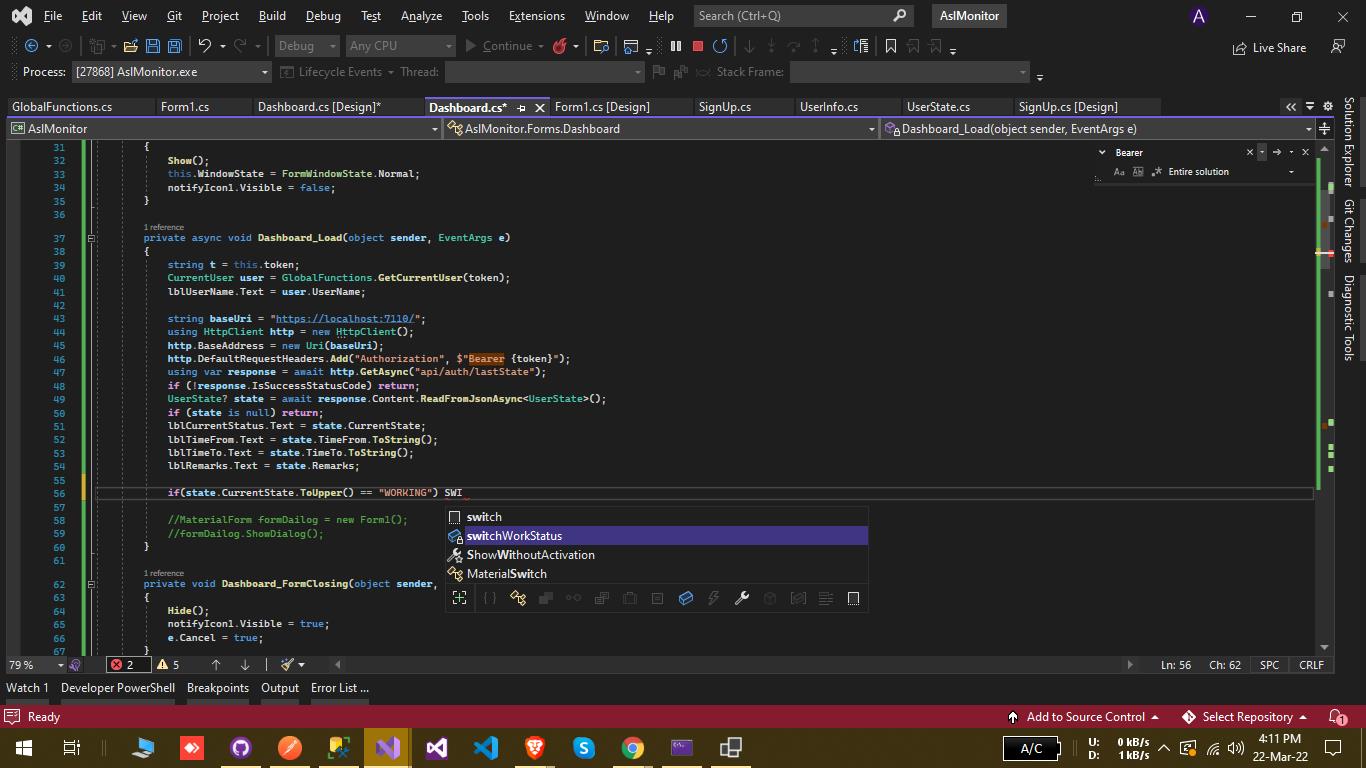 File Edit View Git Project Build Debug Test Analyze Tools Extensions Window Help Search (Ctrl+Q) AslMonitor A
Debug Any CPU Continue Live Share
Process: [27868] AslMonitor.exe Lifecycle Events Thread: Stack Frame:
GlobalFunctions.cs Form1.cs Dashboard.cs [Design]* Dashboard.cs* Form1.cs [Design] SignUp.cs UserInfo.cs UserState.cs SignUp.cs [Design]
C# AslMonitor AslMonitor.Forms.Dashboard Dashboard_Load(object sender, EventArgs e)
Bearer
Aa Ab Entire solution
Solution Explorer
Git Changes
Diagnostic Tools
31 {
32 Show();
33 this.WindowState = FormWindowState.Normal;
34 notifyIcon1.Visible = false;
35 }
36
1 reference
37 private async void Dashboard_Load(object sender, EventArgs e)
38 {
39 string t = this.token;
40 CurrentUser user = GlobalFunctions.GetCurrentUser(token);
41 lblUserName.Text = user.UserName;
42
43 string baseUri = "https://localhost:7110/";
44 using HttpClient http = new HttpClient();
45 http.BaseAddress = new Uri(baseUri);
46 http.DefaultRequestHeaders.Add("Authorization", $"Bearer {token}");
47 using var response = await http.GetAsync("api/auth/lastState");
48 if (!response.IsSuccessStatusCode) return;
49 UserState? state = await response.Content.ReadFromJsonAsync<UserState>();
50 if (state is null) return;
51 lblCurrentStatus.Text = state.CurrentState;
52 lblTimeFrom.Text = state.TimeFrom.ToString();
53 lblTimeTo.Text = state.TimeTo.ToString();
54 lblRemarks.Text = state.Remarks;
55
56 if(state.CurrentState.ToUpper() == "WORKING") SWI
57
58 //MaterialForm formDailog = new Form1();
59 //formDailog.ShowDialog();
60 }
61
switch
switchWorkStatus
ShowWithoutActivation
MaterialSwitch
1 reference
62 private void Dashboard_FormClosing(object sender,
63 {
64 Hide();
65 notifyIcon1.Visible = true;
66 e.Cancel = true;
67 }
79 % 2 5 Ln: 56 Ch: 62 SPC CRLF
Watch 1 Developer PowerShell Breakpoints Output Error List ...
Ready Add to Source Control Select Repository 1
A/C U: 0 kB/s 4:11 PM
D: 1 kB/s 22-Mar-22